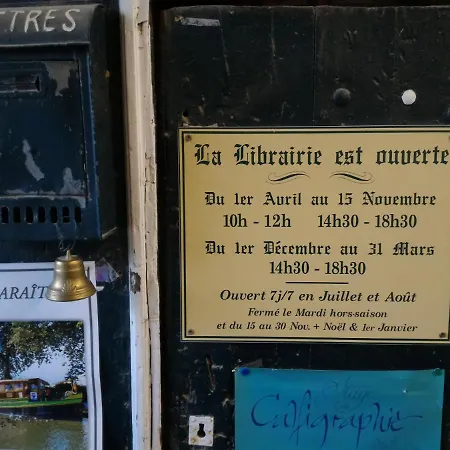 TTRES
La Librairie est ouverte
Du 1er Avril au 15 Novembre
10h - 12h 14h30 - 18h30
Du 1er Décembre au 31 Mars
14h30 - 18h30
Ouvert 7j/7 en Juillet et Août
Fermé le Mardi hors-saison
et du 15 au 30 Nov. + Noël & 1er Janvier
ARAÎT
Calligraphie